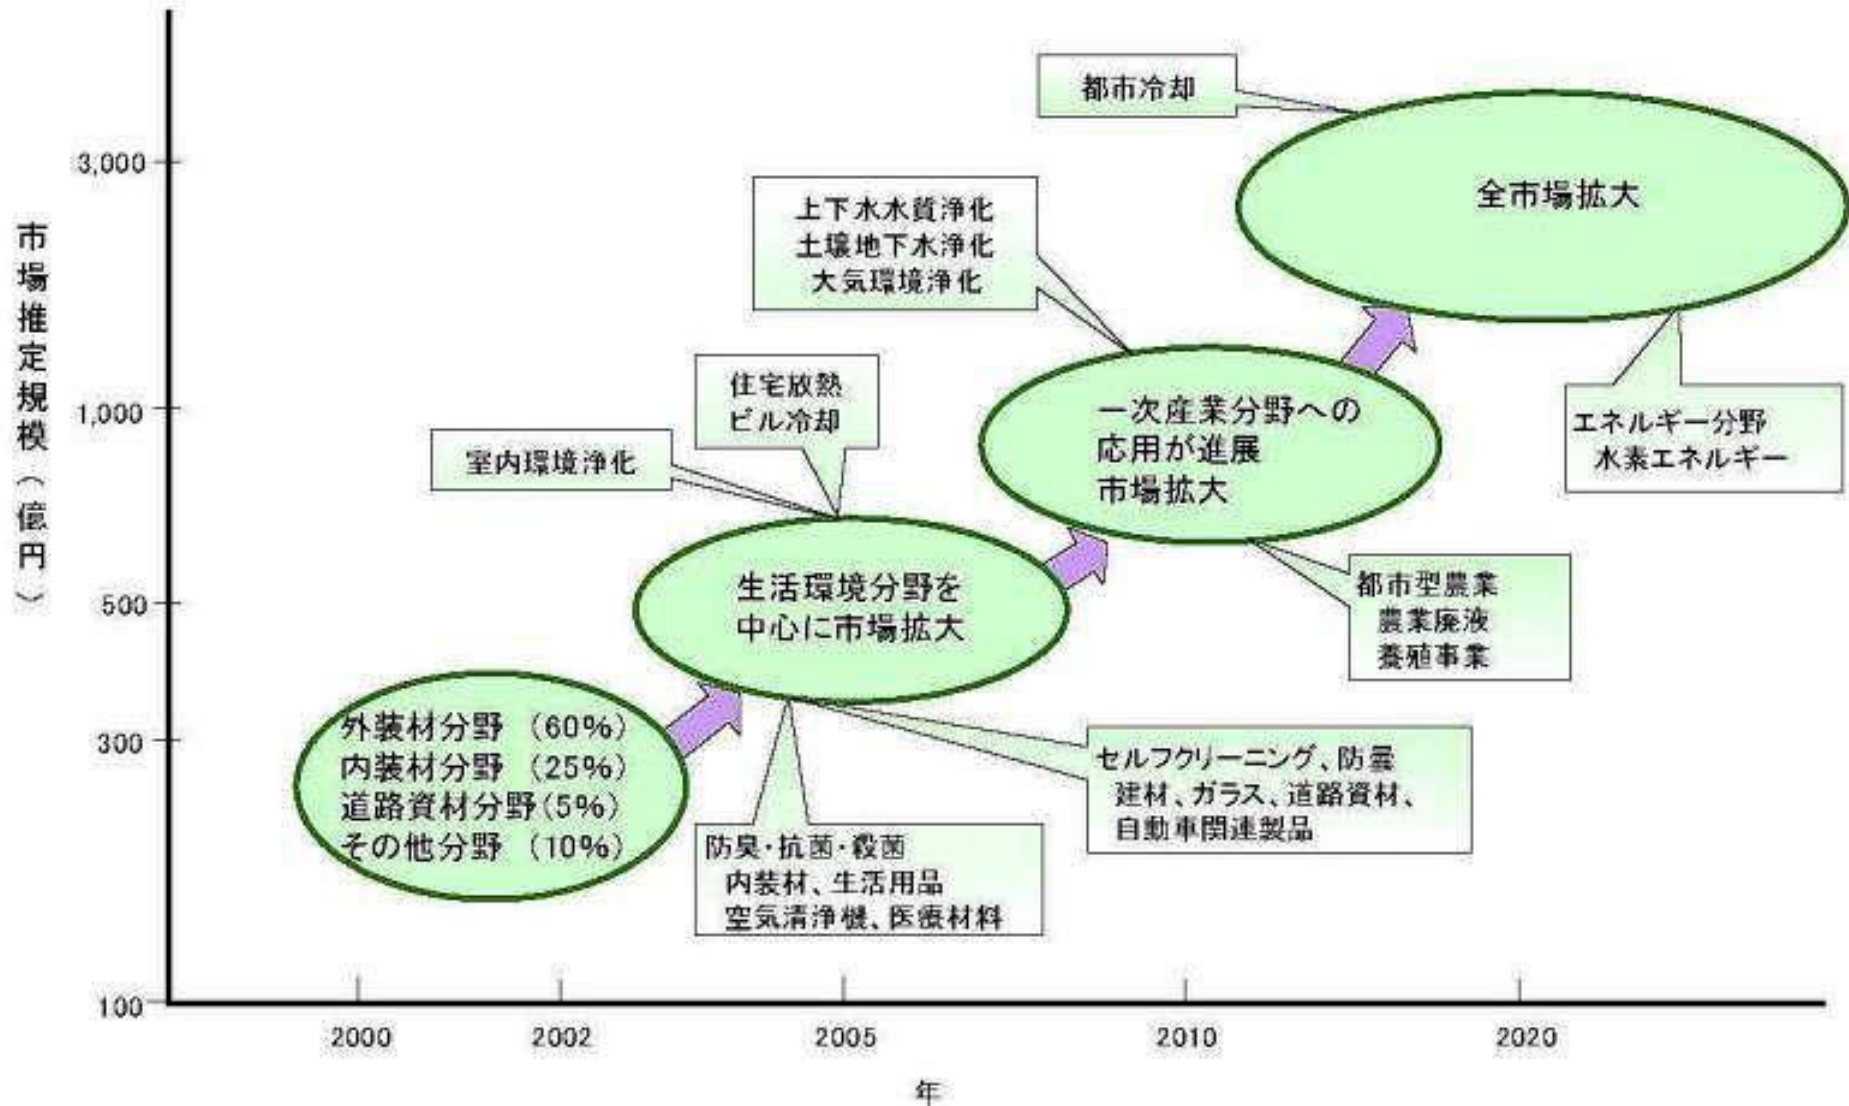 市場推定規模(億円)
3,000
1,000
500
300
100
2000
2002
2005
2010
2020
年
外装材分野 (60%)
内装材分野 (25%)
道路資材分野(5%)
その他分野 (10%)
室内環境浄化
住宅放熱
ビル冷却
生活環境分野を
中心に市場拡大
防臭・抗菌・殺菌
内装材、生活用品
空気清浄機、医療材料
セルフクリーニング、防曇
建材、ガラス、道路資材、
自動車関連製品
上下水水質浄化
土壌地下水浄化
大気環境浄化
一次産業分野への
応用が進展
市場拡大
都市型農業
農業廃液
養殖事業
都市冷却
全市場拡大
エネルギー分野
水素エネルギー